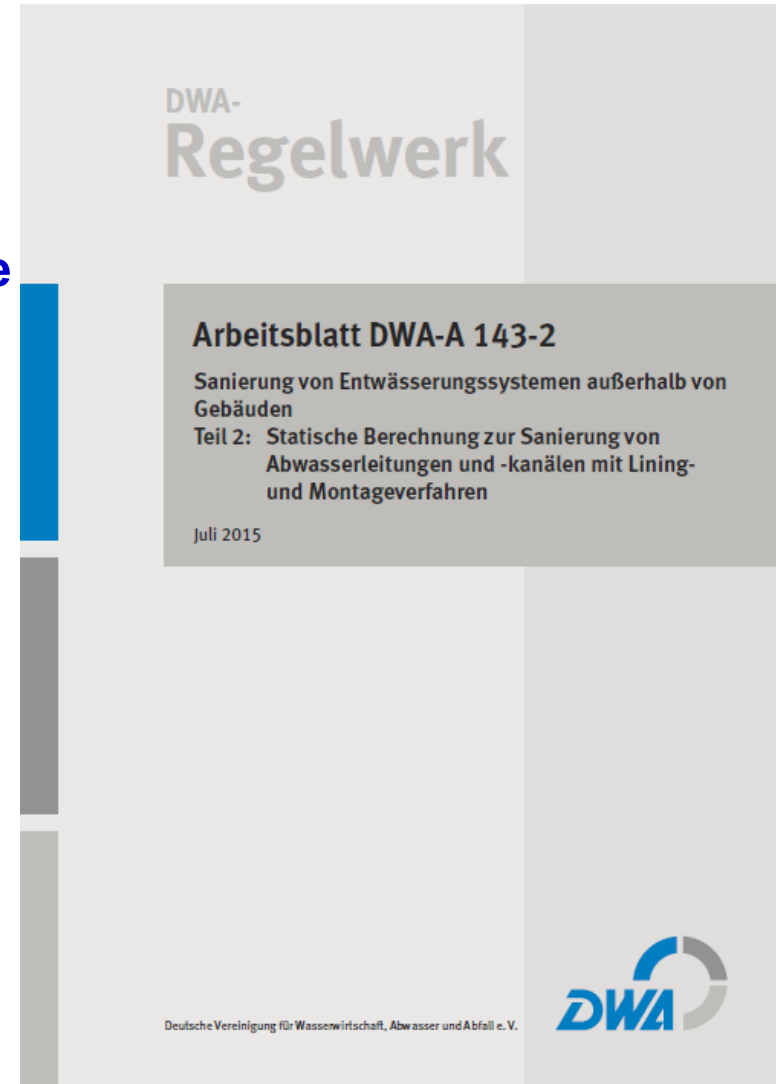 DWA-
Regelwerk
e
Arbeitsblatt DWA-A 143-2
Sanierung von Entwässerungssystemen außerhalb von
Gebäuden
Teil 2: Statische Berechnung zur Sanierung von
Abwasserleitungen und -kanälen mit Lining-
und Montageverfahren
Juli 2015
Deutsche Vereinigung für Wasserwirtschaft, Abwasser und Abfall e. V.
DWA